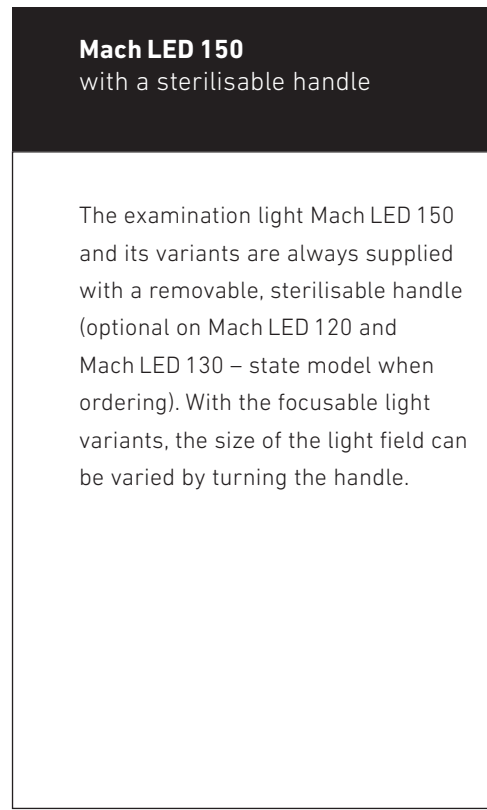 Mach LED 150
with a sterilisable handle
The examination light Mach LED 150
and its variants are always supplied
with a removable, sterilisable handle
(optional on Mach LED 120 and
Mach LED 130 – state model when
ordering). With the focusable light
variants, the size of the light field can
be varied by turning the handle.